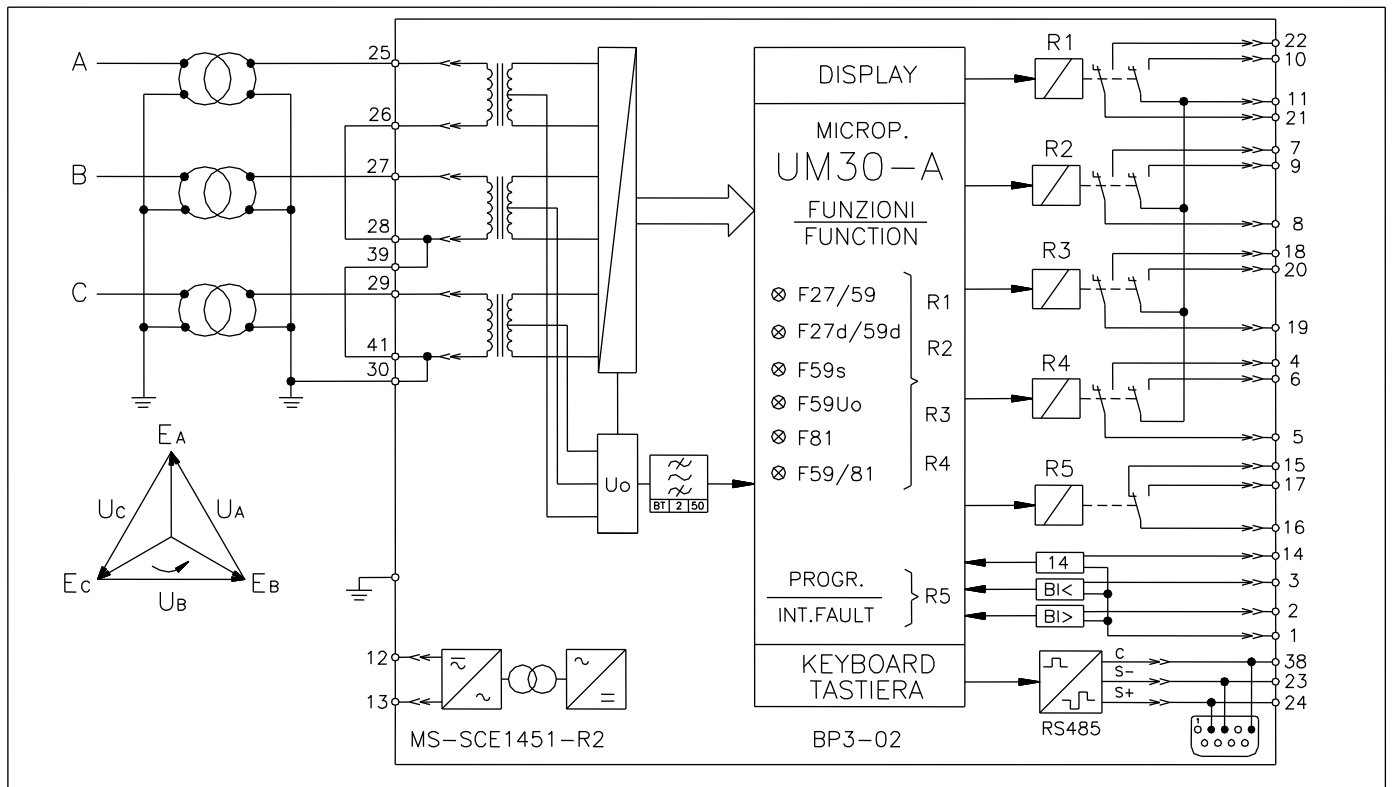 A
B
C
25
26
27
28
39
29
41
30
EA
UC
UA
EC
UB
EB
12
13
MS-SCE1451-R2
Uo
BT 2 50
DISPLAY
MICROP.
UM30-A
FUNZIONI
FUNCTION
F27/59
F27d/59d
F59s
F59Uo
F81
F59/81
R1
R2
R3
R4
PROGR.
INT.FAULT
R5
KEYBOARD
TASTIERA
BP3-02
R1
22
10
11
21
R2
7
9
8
R3
18
20
19
R4
4
6
5
R5
15
17
16
14
14
BI<
3
BI>
2
1
C
38
S-
23
S+
24
RS485
1